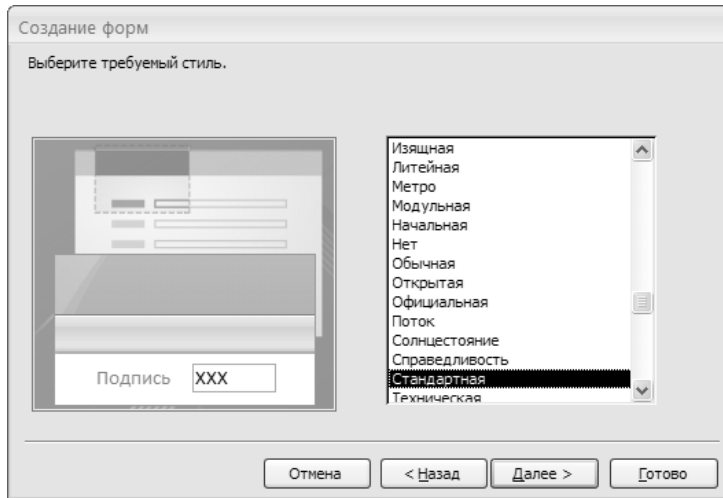 Создание форм
Выберите требуемый стиль.
Изящная
Литейная
Метро
Модульная
Начальная
Нет
Обычная
Открытая
Официальная
Поток
Солнцестояние
Справедливость
Стандартная
Техническая
Подпись XXX
Отмена
< Назад
Далее >
Готово